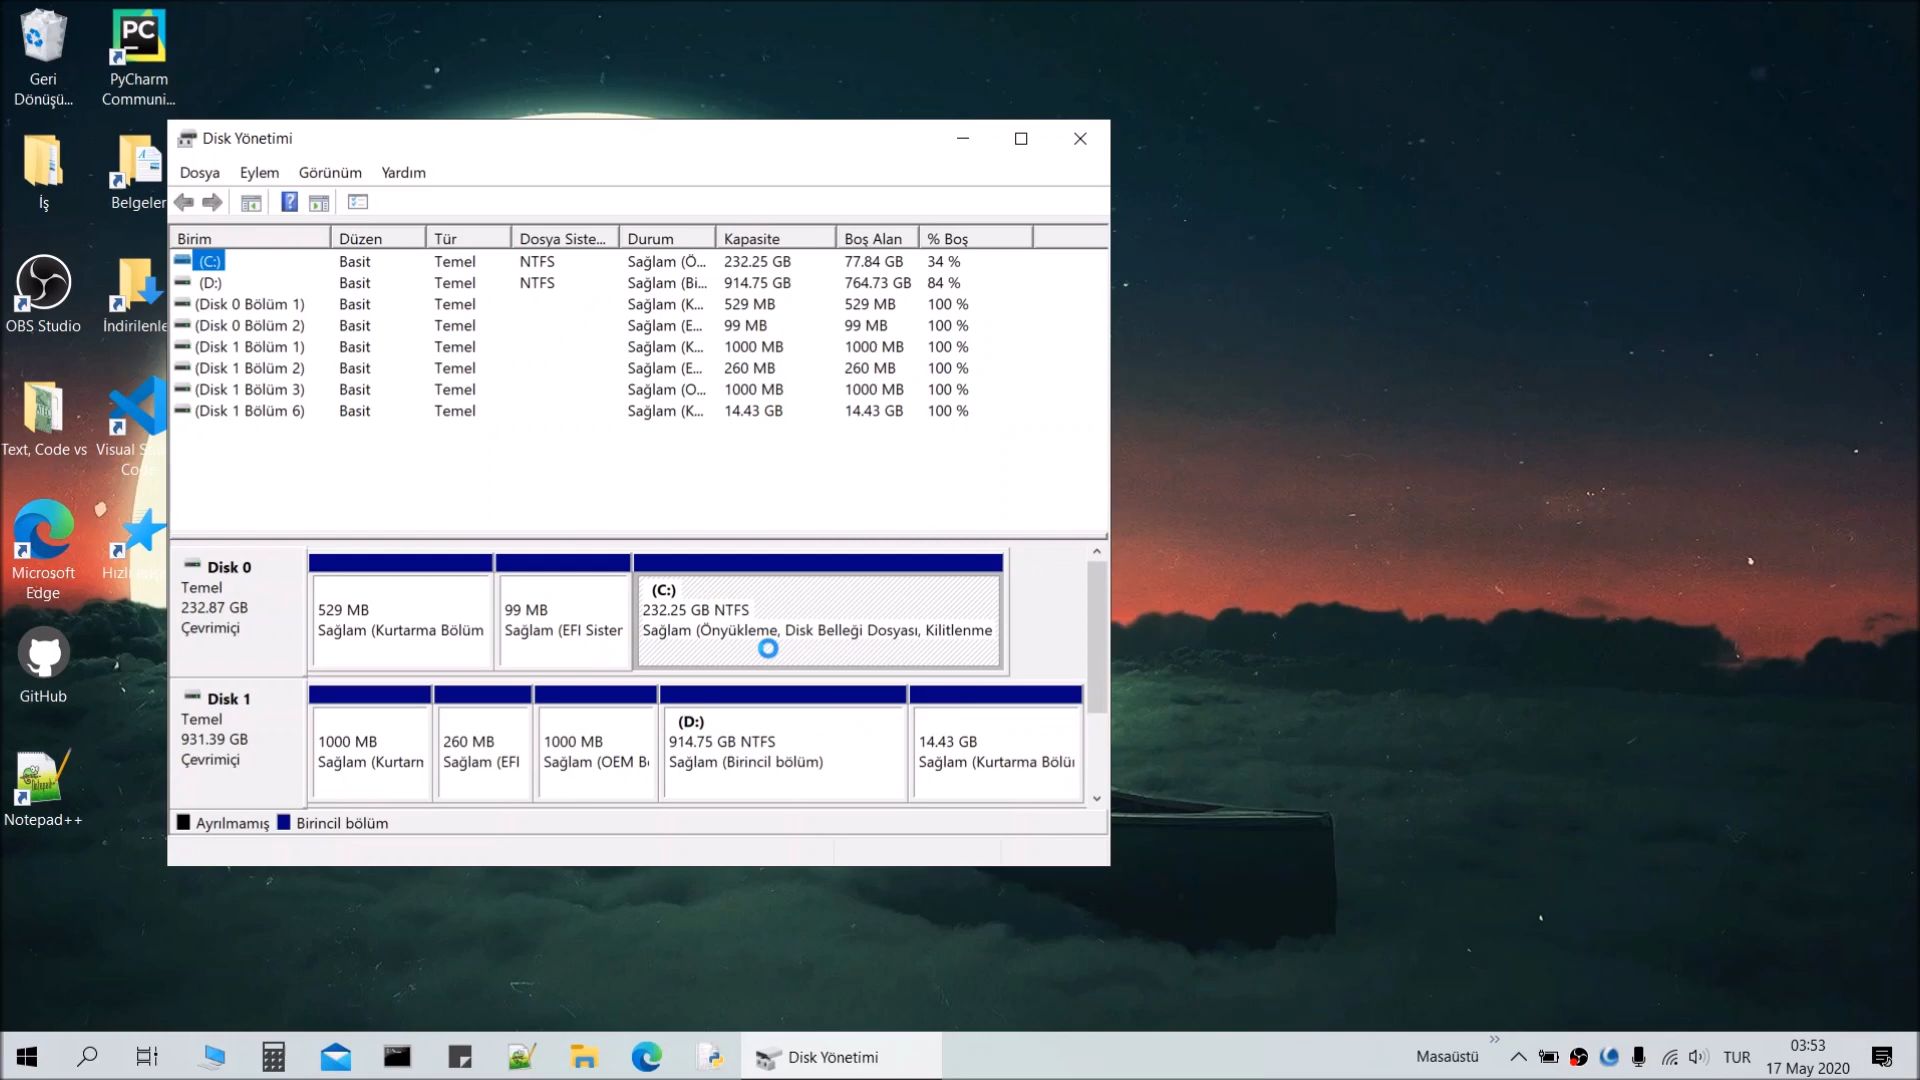 Geri
Dönüşü...
PyCharm
Communi...
İş
Belgeler
OBS Studio
İndirilenle
Text, Code vs
Visual
Microsoft
Edge
GitHub
Notepad++
Disk Yönetimi
Dosya Eylem Görünüm Yardım
Birim Düzen Tür Dosya Siste... Durum Kapasite Boş Alan % Boş
(C:) Basit Temel NTFS Sağlam (Ö... 232.25 GB 77.84 GB 34 %
(D:) Basit Temel NTFS Sağlam (Bi... 914.75 GB 764.73 GB 84 %
(Disk 0 Bölüm 1) Basit Temel Sağlam (K... 529 MB 529 MB 100 %
(Disk 0 Bölüm 2) Basit Temel Sağlam (E... 99 MB 99 MB 100 %
(Disk 1 Bölüm 1) Basit Temel Sağlam (K... 1000 MB 1000 MB 100 %
(Disk 1 Bölüm 2) Basit Temel Sağlam (E... 260 MB 260 MB 100 %
(Disk 1 Bölüm 3) Basit Temel Sağlam (O... 1000 MB 1000 MB 100 %
(Disk 1 Bölüm 6) Basit Temel Sağlam (K... 14.43 GB 14.43 GB 100 %
Disk 0
Temel
232.87 GB
Çevrimiçi
529 MB
Sağlam (Kurtarma Bölüm
99 MB
Sağlam (EFI Sister
(C:)
232.25 GB NTFS
Sağlam (Önyükleme, Disk Belleği Dosyası, Kilitlenme
Disk 1
Temel
931.39 GB
Çevrimiçi
1000 MB
Sağlam (Kurtarn
260 MB
Sağlam (EFI
1000 MB
Sağlam (OEM B
(D:)
914.75 GB NTFS
Sağlam (Birincil bölüm)
14.43 GB
Sağlam (Kurtarma Bölü
Ayrılmamış Birincil bölüm
Disk Yönetimi
Masaüstü
TUR
03:53
17 May 2020